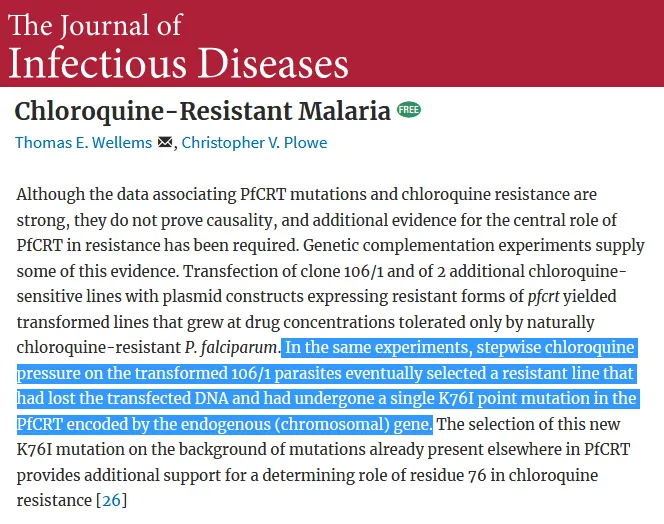 The Journal of
Infectious Diseases
Chloroquine-Resistant Malaria FREE
Thomas E. Wellems , Christopher V. Plowe
Although the data associating PfCRT mutations and chloroquine resistance are
strong, they do not prove causality, and additional evidence for the central role of
PfCRT in resistance has been required. Genetic complementation experiments supply
some of this evidence. Transfection of clone 106/1 and of 2 additional chloroquine-
sensitive lines with plasmid constructs expressing resistant forms of pfcrt yielded
transformed lines that grew at drug concentrations tolerated only by naturally
chloroquine-resistant P. falciparum. In the same experiments, stepwise chloroquine
pressure on the transformed 106/1 parasites eventually selected a resistant line that
had lost the transfected DNA and had undergone a single K76I point mutation in the
PfCRT encoded by the endogenous (chromosomal) gene. The selection of this new
K76I mutation on the background of mutations already present elsewhere in PfCRT
provides additional support for a determining role of residue 76 in chloroquine
resistance [26]